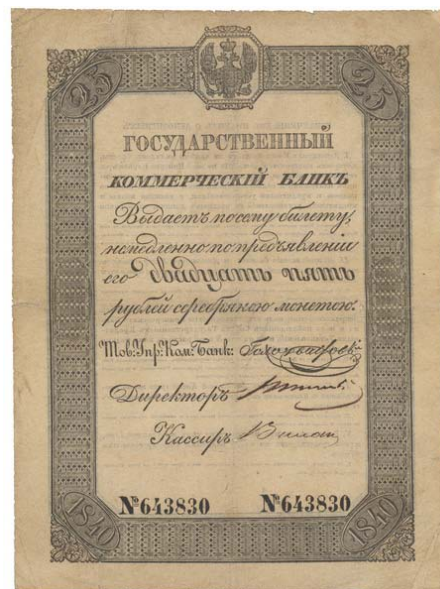 25 25
ГОСУДАРСТВЕННЫЙ
КОММЕРЧЕСКІЙ БАНКЪ
Выдаетъ по сему билету,
немедленно по предъявленіи
его двадцать пять
рублей серебряною монетою.
Тов: Упр: Ком: Банк:
Директоръ
Кассиръ
№643830 №643830
1840 1840